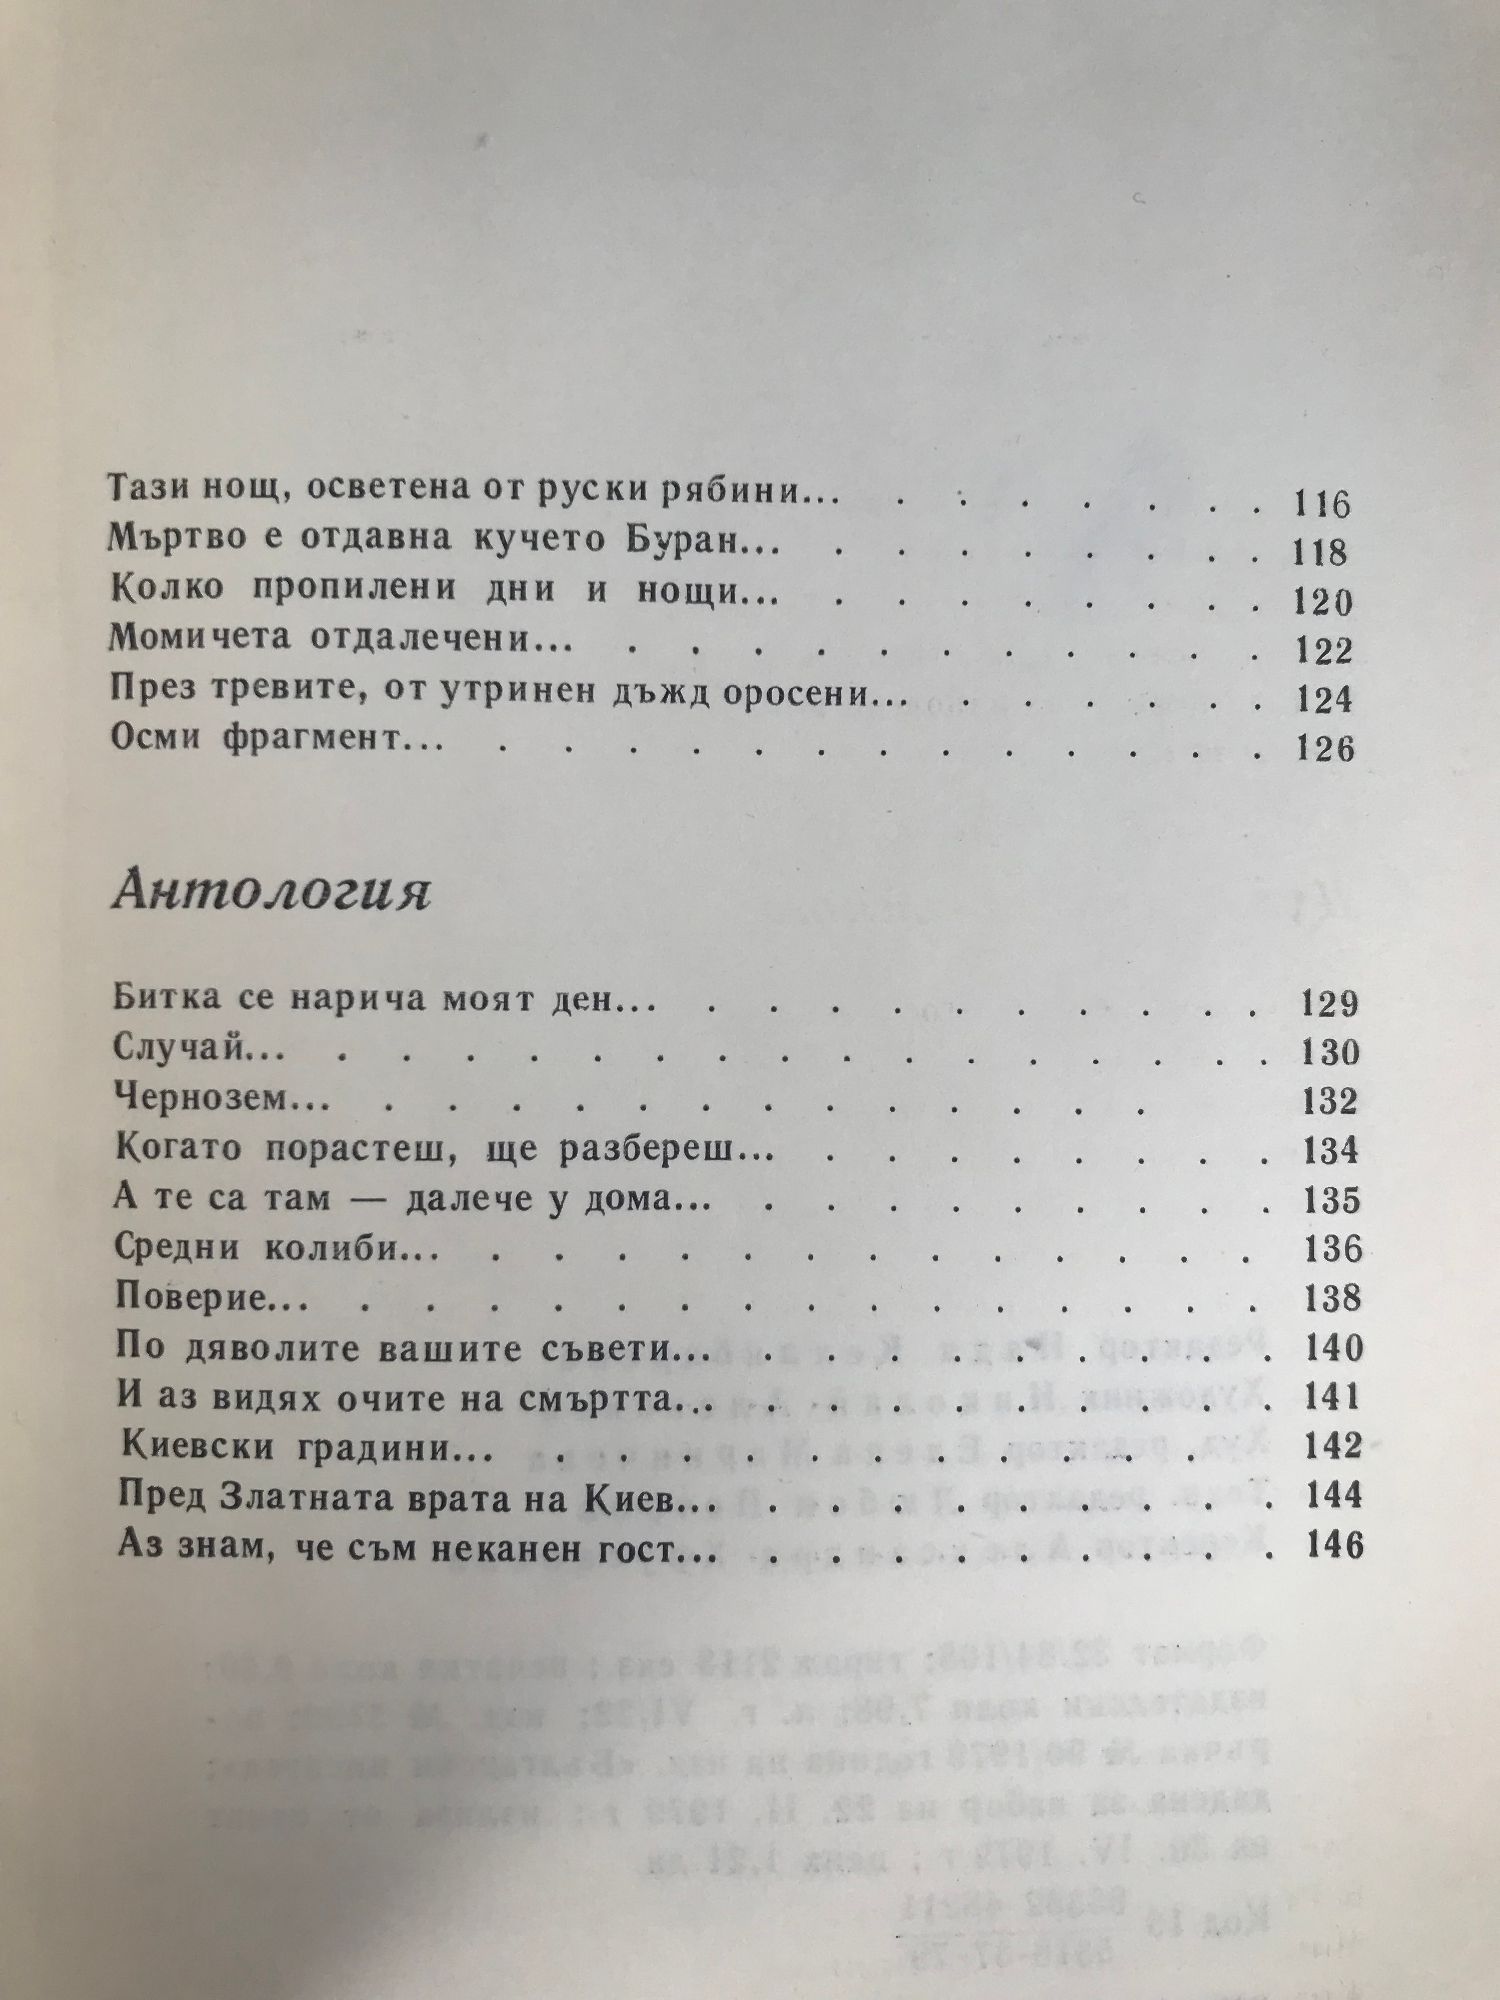 Тази нощ, осветена от руски рябини... . . . . . . . 116
Мъртво е отдавна кучето Буран... . . . . . . . . 118
Колко пропилени дни и нощи... . . . . . . . . 120
Момичета отдалечени... . . . . . . . . . . . 122
През тревите, от утринен дъжд оросени... . . . . . . 124
Осми фрагмент... . . . . . . . . . . . . . 126
Антология
Битка се нарича моят ден... . . . . . . . . . . 129
Случай... . . . . . . . . . . . . . . . . 130
Чернозем... . . . . . . . . . . . . . 132
Когато порастеш, ще разбереш... . . . . . . . . 134
А те са там — далече у дома... . . . . . . . . . 135
Средни колиби... . . . . . . . . . . . . . 136
Поверие... . . . . . . . . . . . . . . . 138
По дяволите вашите съвети... . . . . . . . . . 140
И аз видях очите на смъртта... . . . . . . . . . 141
Киевски градини... . . . . . . . . . . . 142
Пред Златната врата на Киев... . . . . . . . . . 144
Аз знам, че съм неканен гост... . . . . . . . . . 146